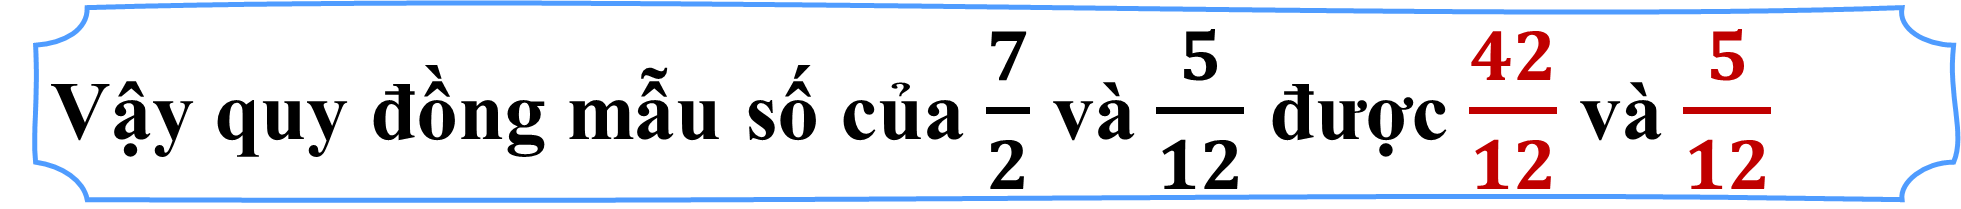 Vậy quy đồng mẫu số của 7/2 và 5/12 được 42/12 và 5/12